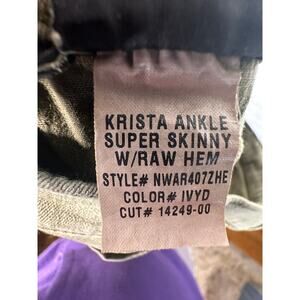 KRISTA ANKLE
SUPER SKINNY
W/RAW HEM
STYLE# NWAR407ZHE
COLOR# IVYD
CUT# 14249-00